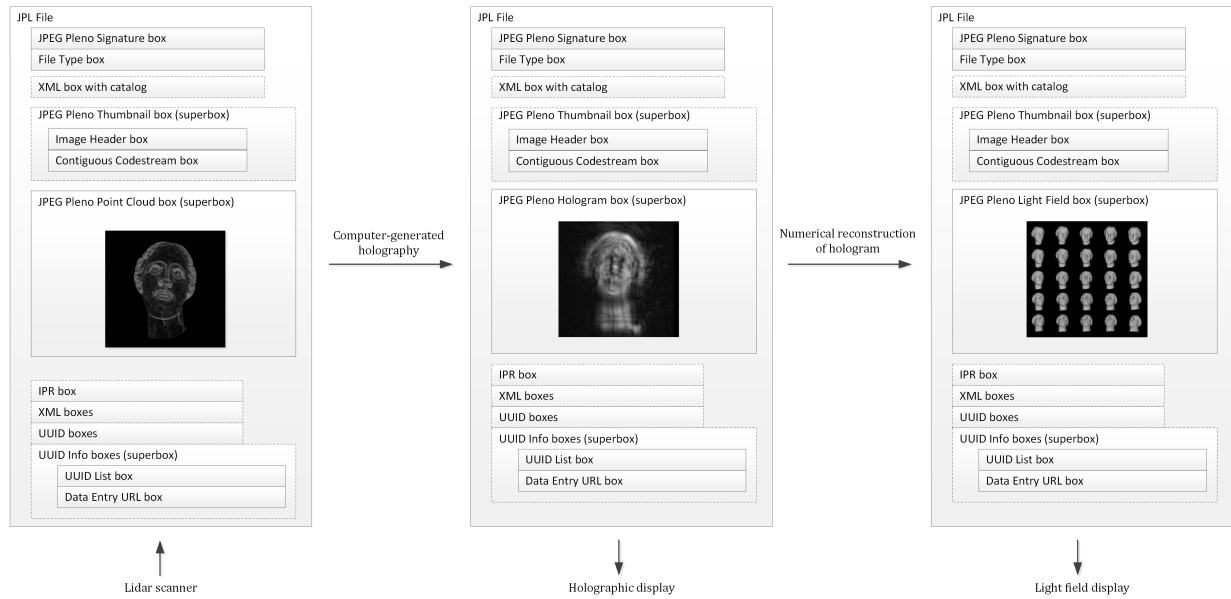 JPL File
JPEG Pleno Signature box
File Type box
XML box with catalog
JPEG Pleno Thumbnail box (superbox)
Image Header box
Contiguous Codestream box
JPEG Pleno Point Cloud box (superbox)
IPR box
XML boxes
UUID boxes
UUID Info boxes (superbox)
UUID List box
Data Entry URL box
Lidar scanner
Computer-generated
holography
JPL File
JPEG Pleno Signature box
File Type box
XML box with catalog
JPEG Pleno Thumbnail box (superbox)
Image Header box
Contiguous Codestream box
JPEG Pleno Hologram box (superbox)
IPR box
XML boxes
UUID boxes
UUID Info boxes (superbox)
UUID List box
Data Entry URL box
Holographic display
Numerical reconstruction
of hologram
JPL File
JPEG Pleno Signature box
File Type box
XML box with catalog
JPEG Pleno Thumbnail box (superbox)
Image Header box
Contiguous Codestream box
JPEG Pleno Light Field box (superbox)
IPR box
XML boxes
UUID boxes
UUID Info boxes (superbox)
UUID List box
Data Entry URL box
Light field display